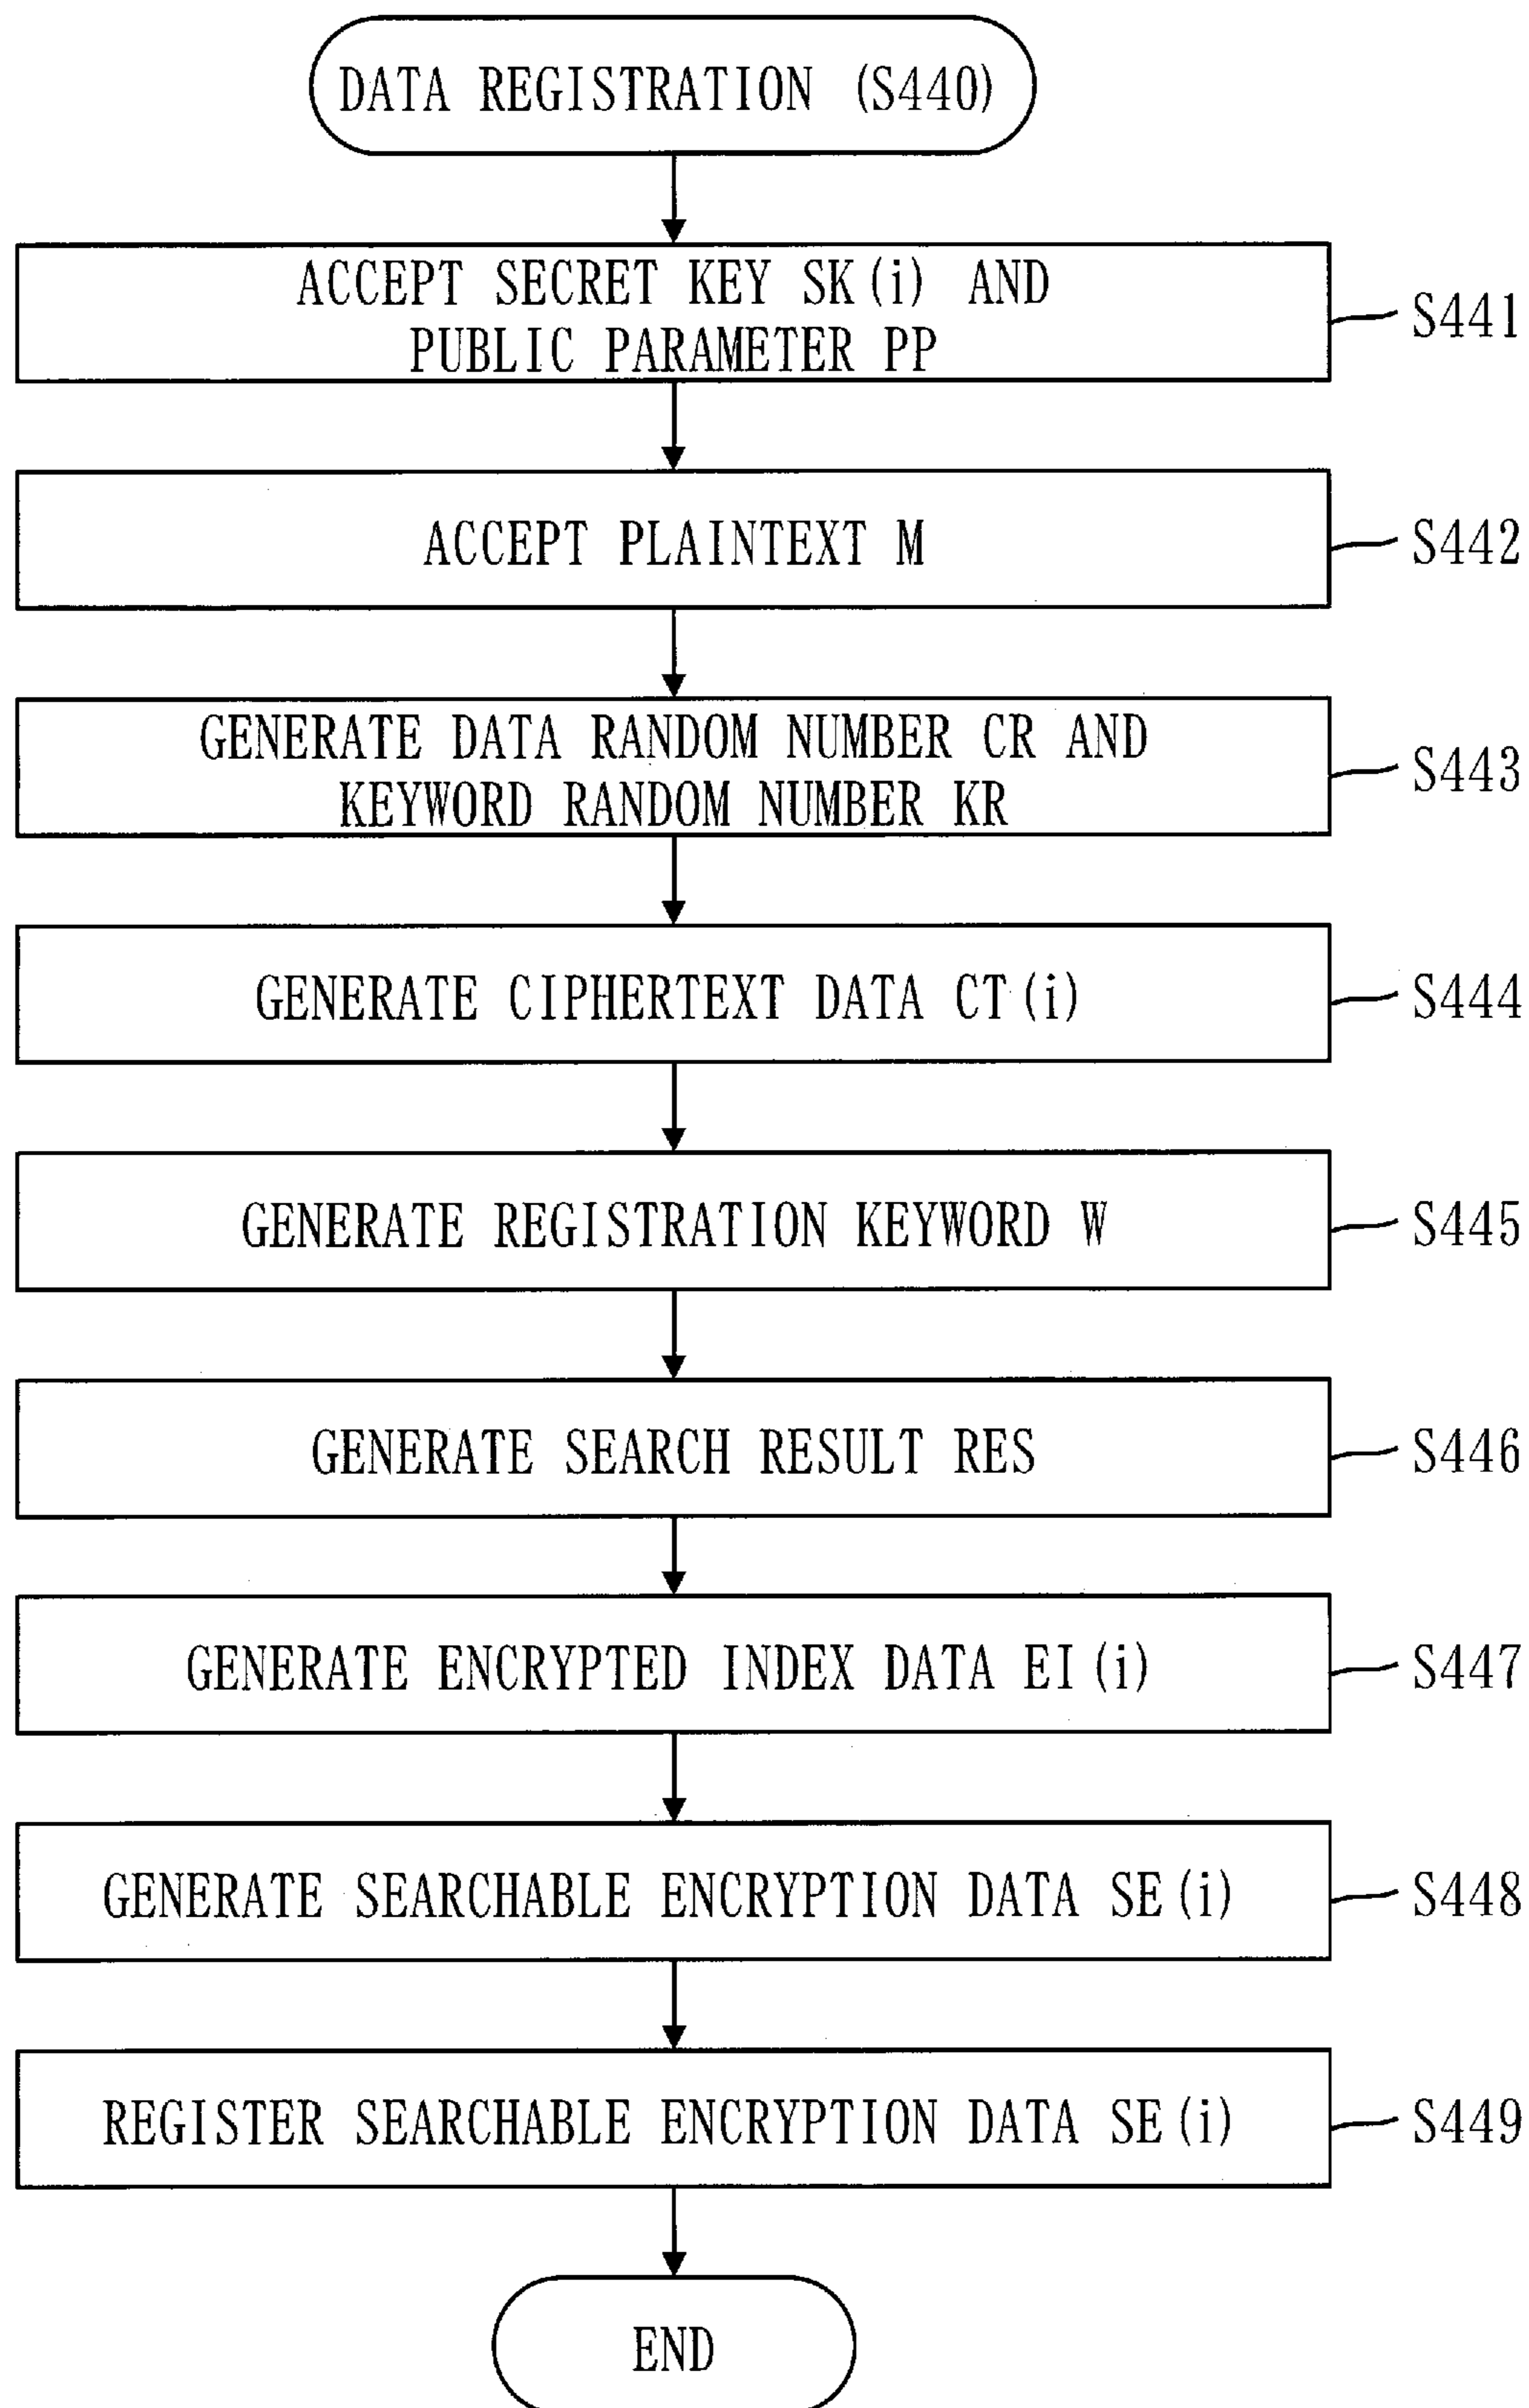 DATA REGISTRATION (S440)
ACCEPT SECRET KEY SK(i) AND
PUBLIC PARAMETER PP
S441
ACCEPT PLAINTEXT M
S442
GENERATE DATA RANDOM NUMBER CR AND
KEYWORD RANDOM NUMBER KR
S443
GENERATE CIPHERTEXT DATA CT(i)
S444
GENERATE REGISTRATION KEYWORD W
S445
GENERATE SEARCH RESULT RES
S446
GENERATE ENCRYPTED INDEX DATA EI(i)
S447
GENERATE SEARCHABLE ENCRYPTION DATA SE(i)
S448
REGISTER SEARCHABLE ENCRYPTION DATA SE(i)
S449
END